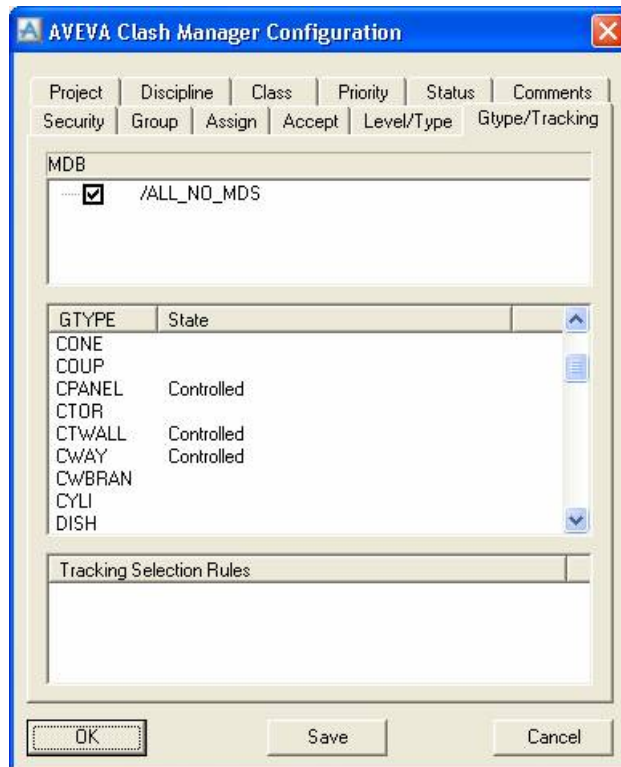 AVEVA Clash Manager Configuration
Project Discipline Class Priority Status Comments
Security Group Assign Accept Level/Type Gtype/Tracking
MDB
/ALL_NO_MDS
GTYPE State
CONE
COUP
CPANEL Controlled
CTOR
CTWALL Controlled
CWAY Controlled
CWBRAN
CYLI
DISH
Tracking Selection Rules
OK Save Cancel